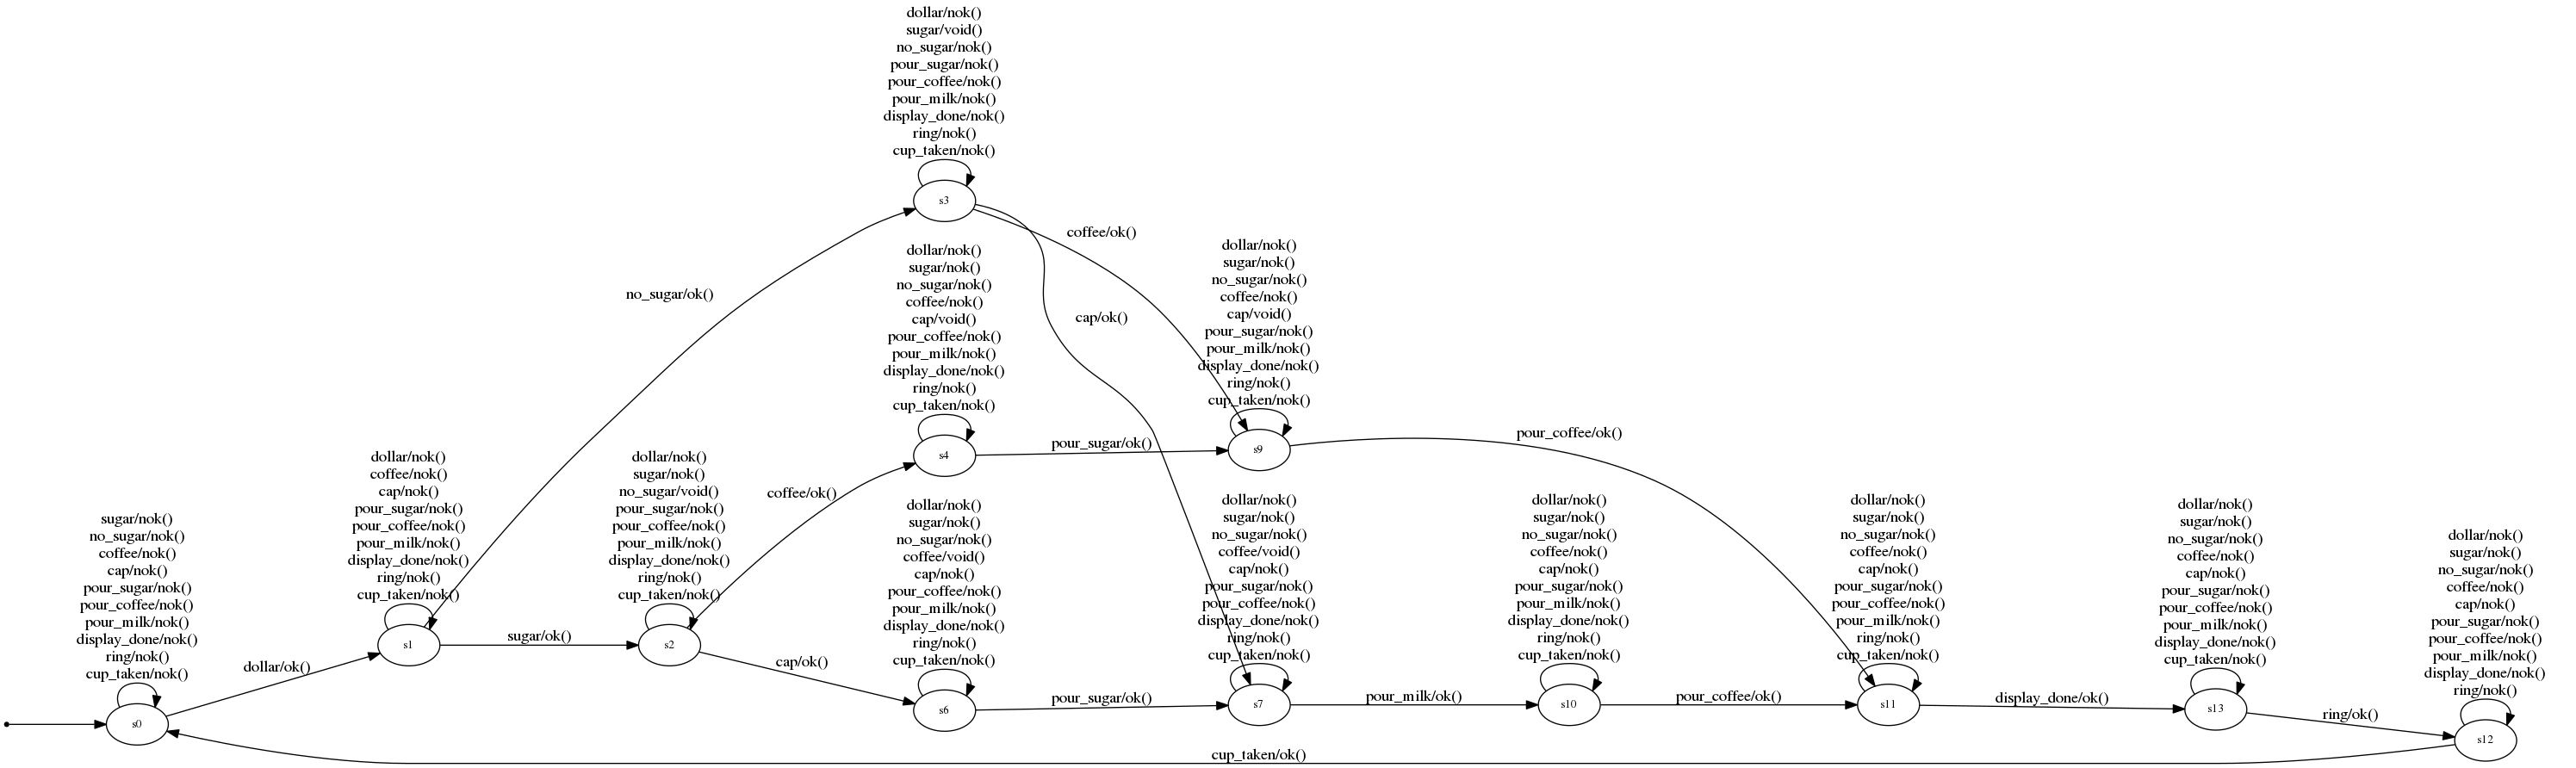 dollar/nok()
sugar/void()
no_sugar/nok()
pour_sugar/nok()
pour_coffee/nok()
pour_milk/nok()
display_done/nok()
ring/nok()
cup_taken/nok()
s3
coffee/ok()
cap/ok()
no_sugar/ok()
dollar/nok()
sugar/nok()
no_sugar/nok()
coffee/nok()
cap/void()
pour_coffee/nok()
pour_milk/nok()
display_done/nok()
ring/nok()
cup_taken/nok()
s4
pour_sugar/ok()
dollar/nok()
sugar/nok()
no_sugar/nok()
coffee/nok()
cap/void()
pour_sugar/nok()
pour_milk/nok()
display_done/nok()
ring/nok()
cup_taken/nok()
s9
pour_coffee/ok()
sugar/nok()
no_sugar/nok()
coffee/nok()
cap/nok()
pour_sugar/nok()
pour_coffee/nok()
pour_milk/nok()
display_done/nok()
ring/nok()
cup_taken/nok()
s0
dollar/ok()
dollar/nok()
coffee/nok()
cap/nok()
pour_sugar/nok()
pour_coffee/nok()
pour_milk/nok()
display_done/nok()
ring/nok()
cup_taken/nok()
s1
sugar/ok()
dollar/nok()
sugar/nok()
no_sugar/void()
pour_sugar/nok()
pour_coffee/nok()
pour_milk/nok()
display_done/nok()
ring/nok()
cup_taken/nok()
s2
coffee/ok()
cap/ok()
dollar/nok()
sugar/nok()
no_sugar/nok()
coffee/void()
cap/nok()
pour_coffee/nok()
pour_milk/nok()
display_done/nok()
ring/nok()
cup_taken/nok()
s6
pour_sugar/ok()
dollar/nok()
sugar/nok()
no_sugar/nok()
coffee/void()
cap/nok()
pour_sugar/nok()
pour_coffee/nok()
display_done/nok()
ring/nok()
cup_taken/nok()
s7
pour_milk/ok()
dollar/nok()
sugar/nok()
no_sugar/nok()
coffee/nok()
cap/nok()
pour_sugar/nok()
pour_milk/nok()
display_done/nok()
ring/nok()
cup_taken/nok()
s10
pour_coffee/ok()
dollar/nok()
sugar/nok()
no_sugar/nok()
coffee/nok()
cap/nok()
pour_sugar/nok()
pour_coffee/nok()
pour_milk/nok()
ring/nok()
cup_taken/nok()
s11
display_done/ok()
dollar/nok()
sugar/nok()
no_sugar/nok()
coffee/nok()
cap/nok()
pour_sugar/nok()
pour_coffee/nok()
pour_milk/nok()
display_done/nok()
cup_taken/nok()
s13
ring/ok()
dollar/nok()
sugar/nok()
no_sugar/nok()
coffee/nok()
cap/nok()
pour_sugar/nok()
pour_coffee/nok()
pour_milk/nok()
display_done/nok()
ring/nok()
s12
cup_taken/ok()